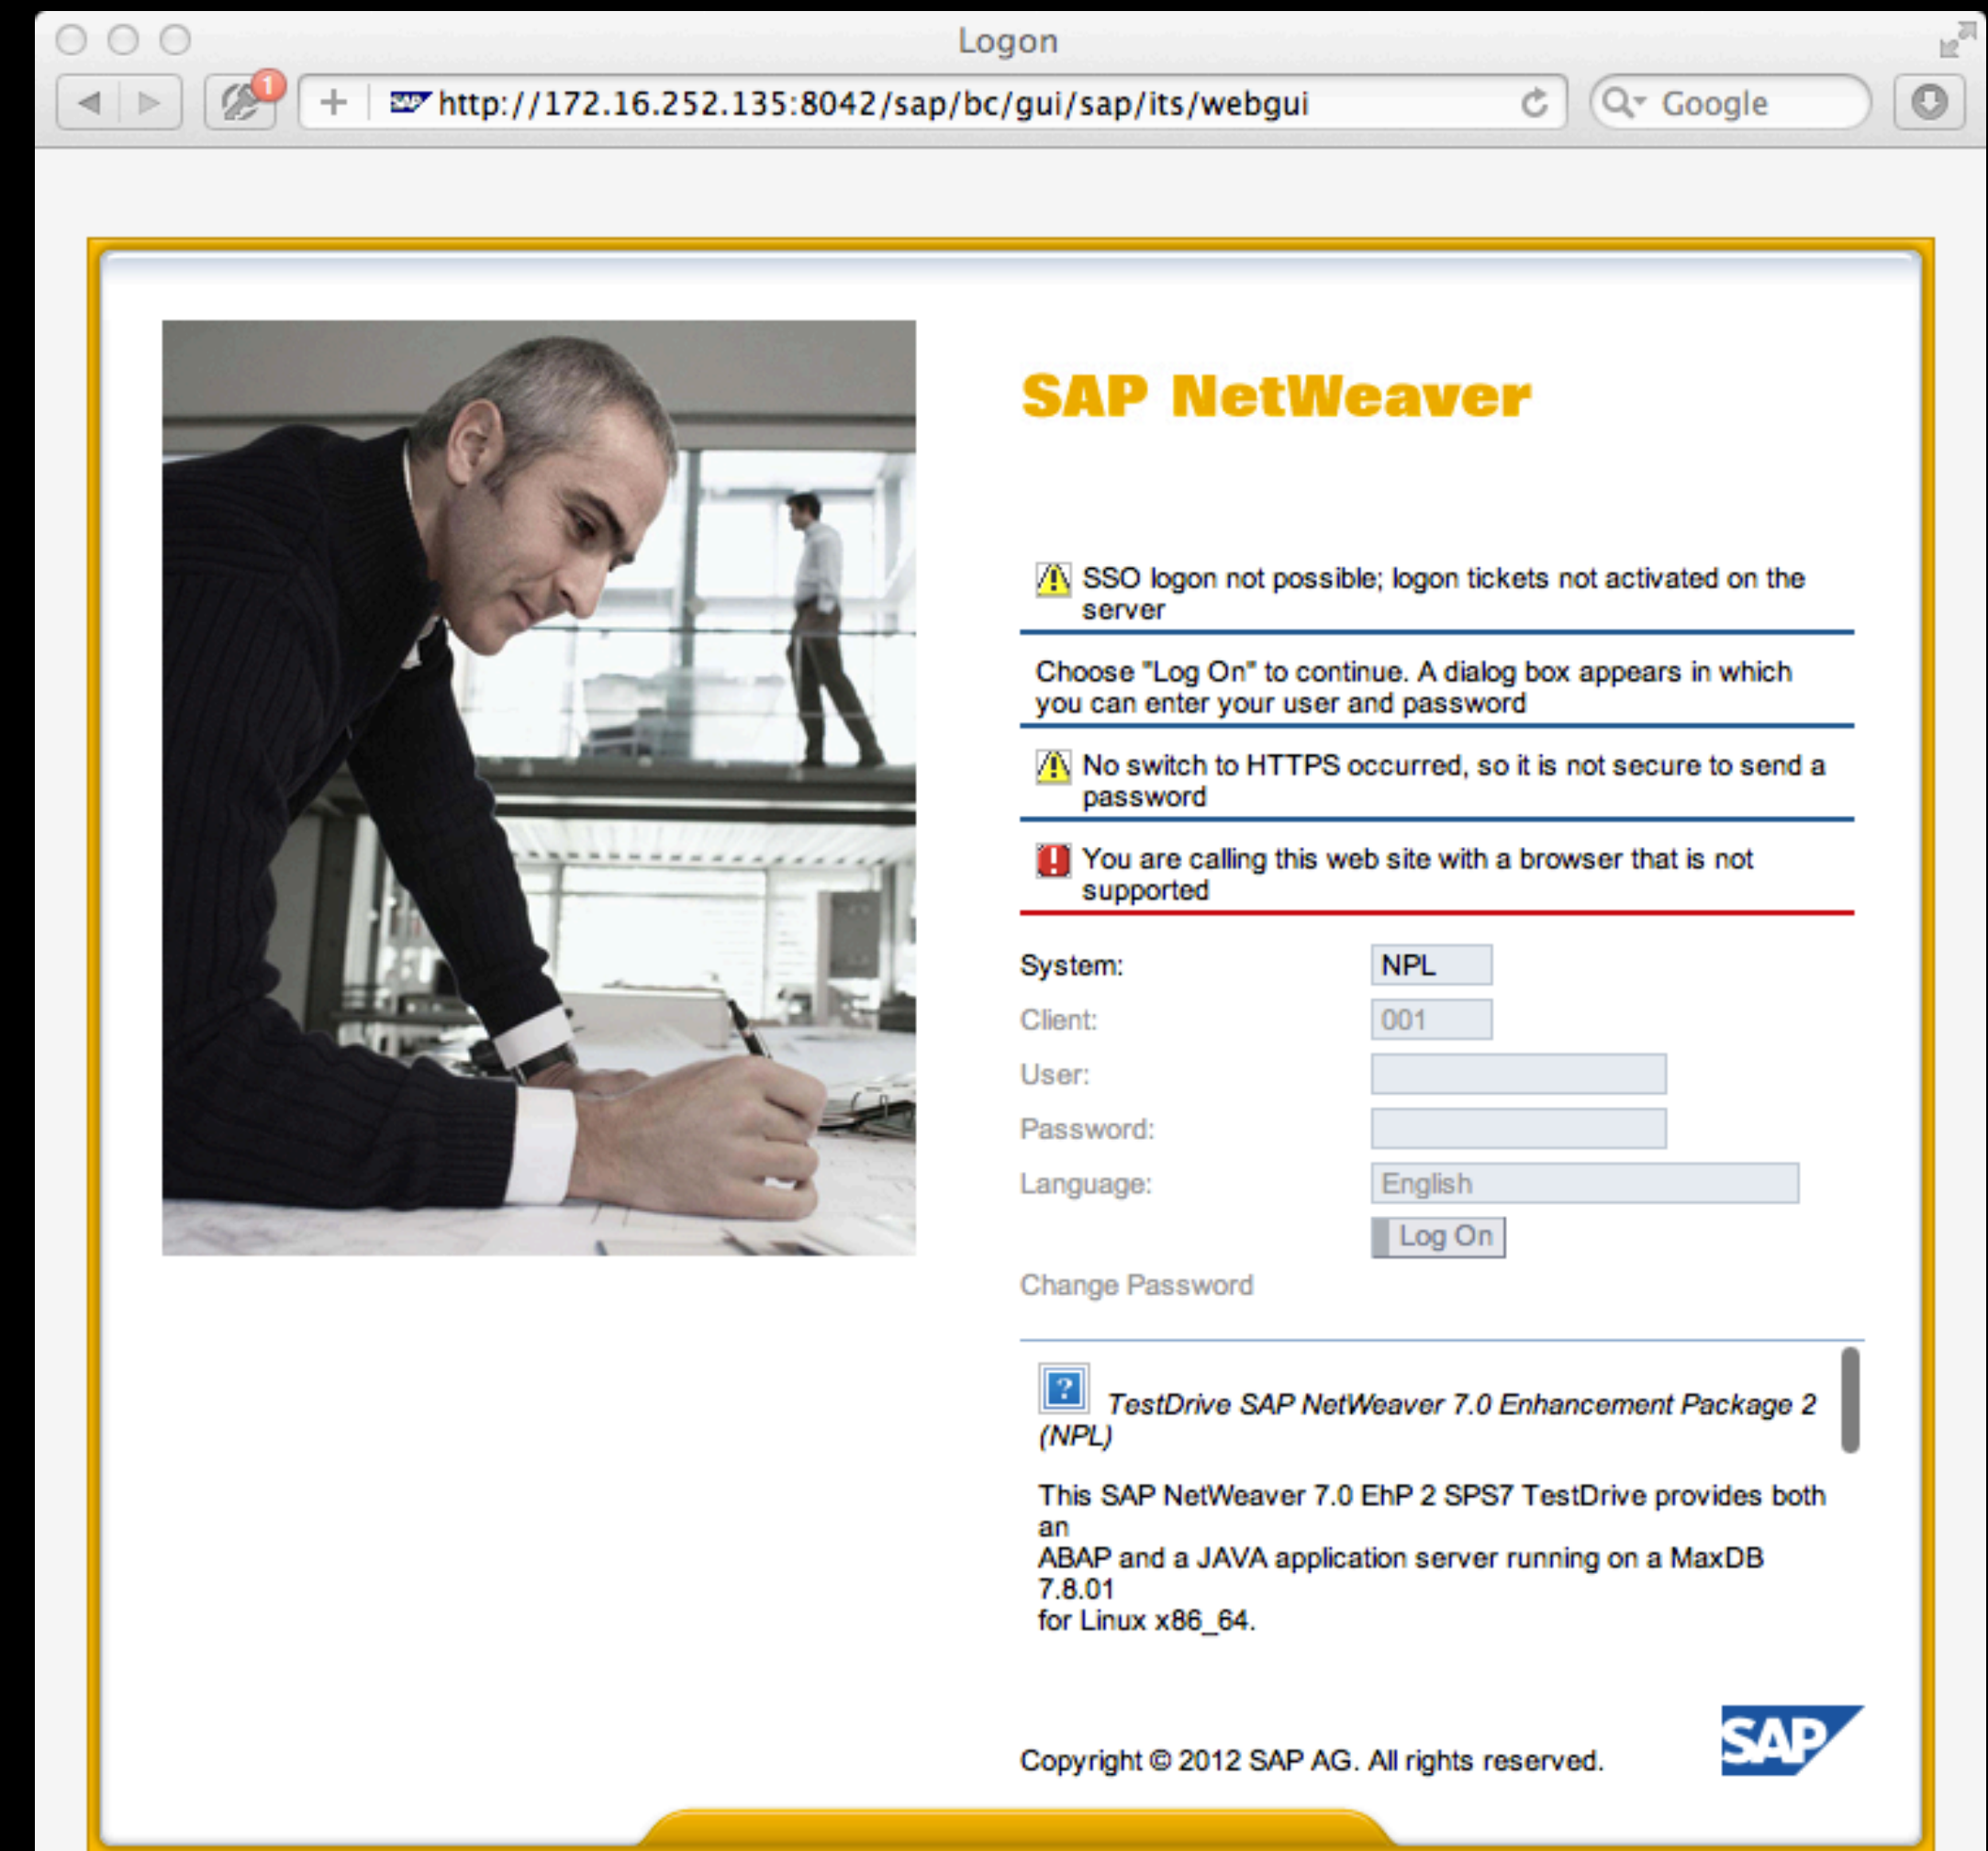 Logon
1
SAP http://172.16.252.135:8042/sap/bc/gui/sap/its/webgui
Google
SAP NetWeaver
SSO logon not possible; logon tickets not activated on the
server
Choose "Log On" to continue. A dialog box appears in which
you can enter your user and password
No switch to HTTPS occurred, so it is not secure to send a
password
You are calling this web site with a browser that is not
supported
System: NPL
Client: 001
User:
Password:
Language: English
Log On
Change Password
TestDrive SAP NetWeaver 7.0 Enhancement Package 2
(NPL)
This SAP NetWeaver 7.0 EhP 2 SPS7 TestDrive provides both
an
ABAP and a JAVA application server running on a MaxDB
7.8.01
for Linux x86_64.
Copyright © 2012 SAP AG. All rights reserved.
SAP